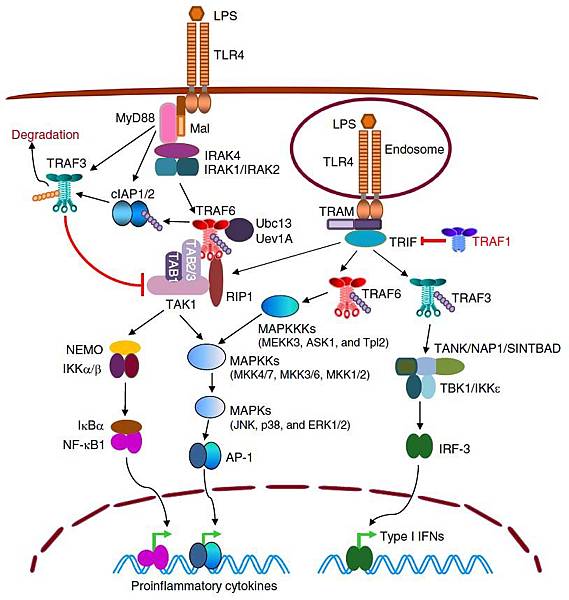 LPS
TLR4
MyD88
Mal
Degradation
TRAF3
IRAK4
IRAK1/IRAK2
cIAP1/2
TRAF6
Ubc13
Uev1A
TAB1
TAB2/3
TAK1
RIP1
LPS
TLR4
Endosome
TRAM
TRIF
TRAF1
TRAF6
TRAF3
MAPKKKs
(MEKK3, ASK1, and Tpl2)
NEMO
IKKα/β
MAPKKs
(MKK4/7, MKK3/6, MKK1/2)
TANK/NAP1/SINTBAD
TBK1/IKKε
MAPKs
(JNK, p38, and ERK1/2)
IκBα
NF-κB1
AP-1
IRF-3
Type I IFNs
Proinflammatory cytokines